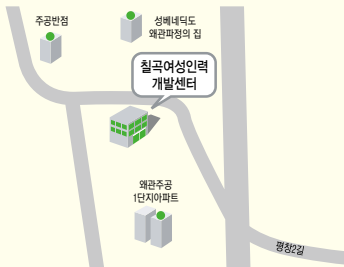 주공반점
성베네딕도
왜관파정의 집
칠곡여성인력
개발센터
왜관주공
1단지아파트
평창2길